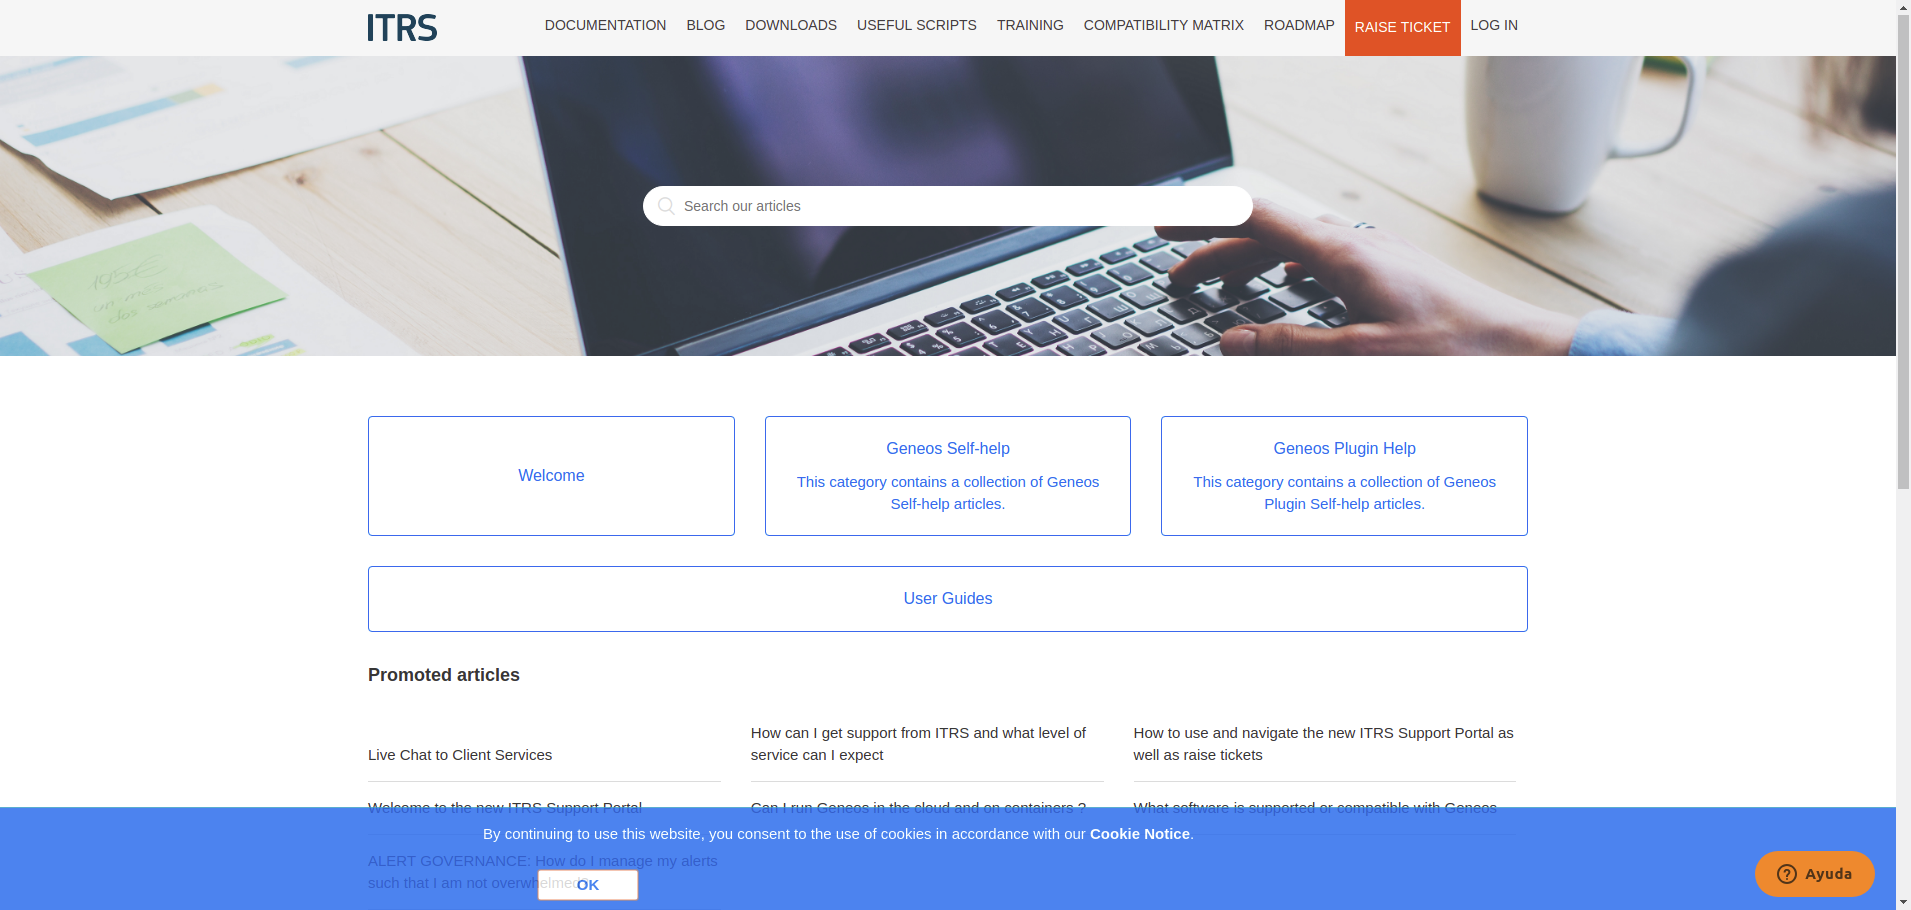 ITRS
DOCUMENTATION
BLOG
DOWNLOADS
USEFUL SCRIPTS
TRAINING
COMPATIBILITY MATRIX
ROADMAP
RAISE TICKET
LOG IN
Search our articles
Welcome
Geneos Self-help
This category contains a collection of Geneos
Self-help articles.
Geneos Plugin Help
This category contains a collection of Geneos
Plugin Self-help articles.
User Guides
Promoted articles
Live Chat to Client Services
How can I get support from ITRS and what level of
service can I expect
How to use and navigate the new ITRS Support Portal as
well as raise tickets
Welcome to the new ITRS Support Portal
Can I run Geneos in the cloud and on containers ?
What software is supported or compatible with Geneos
By continuing to use this website, you consent to the use of cookies in accordance with our Cookie Notice.
ALERT GOVERNANCE: How do I manage my alerts
such that I am not overwhelmed?
OK
Ayuda